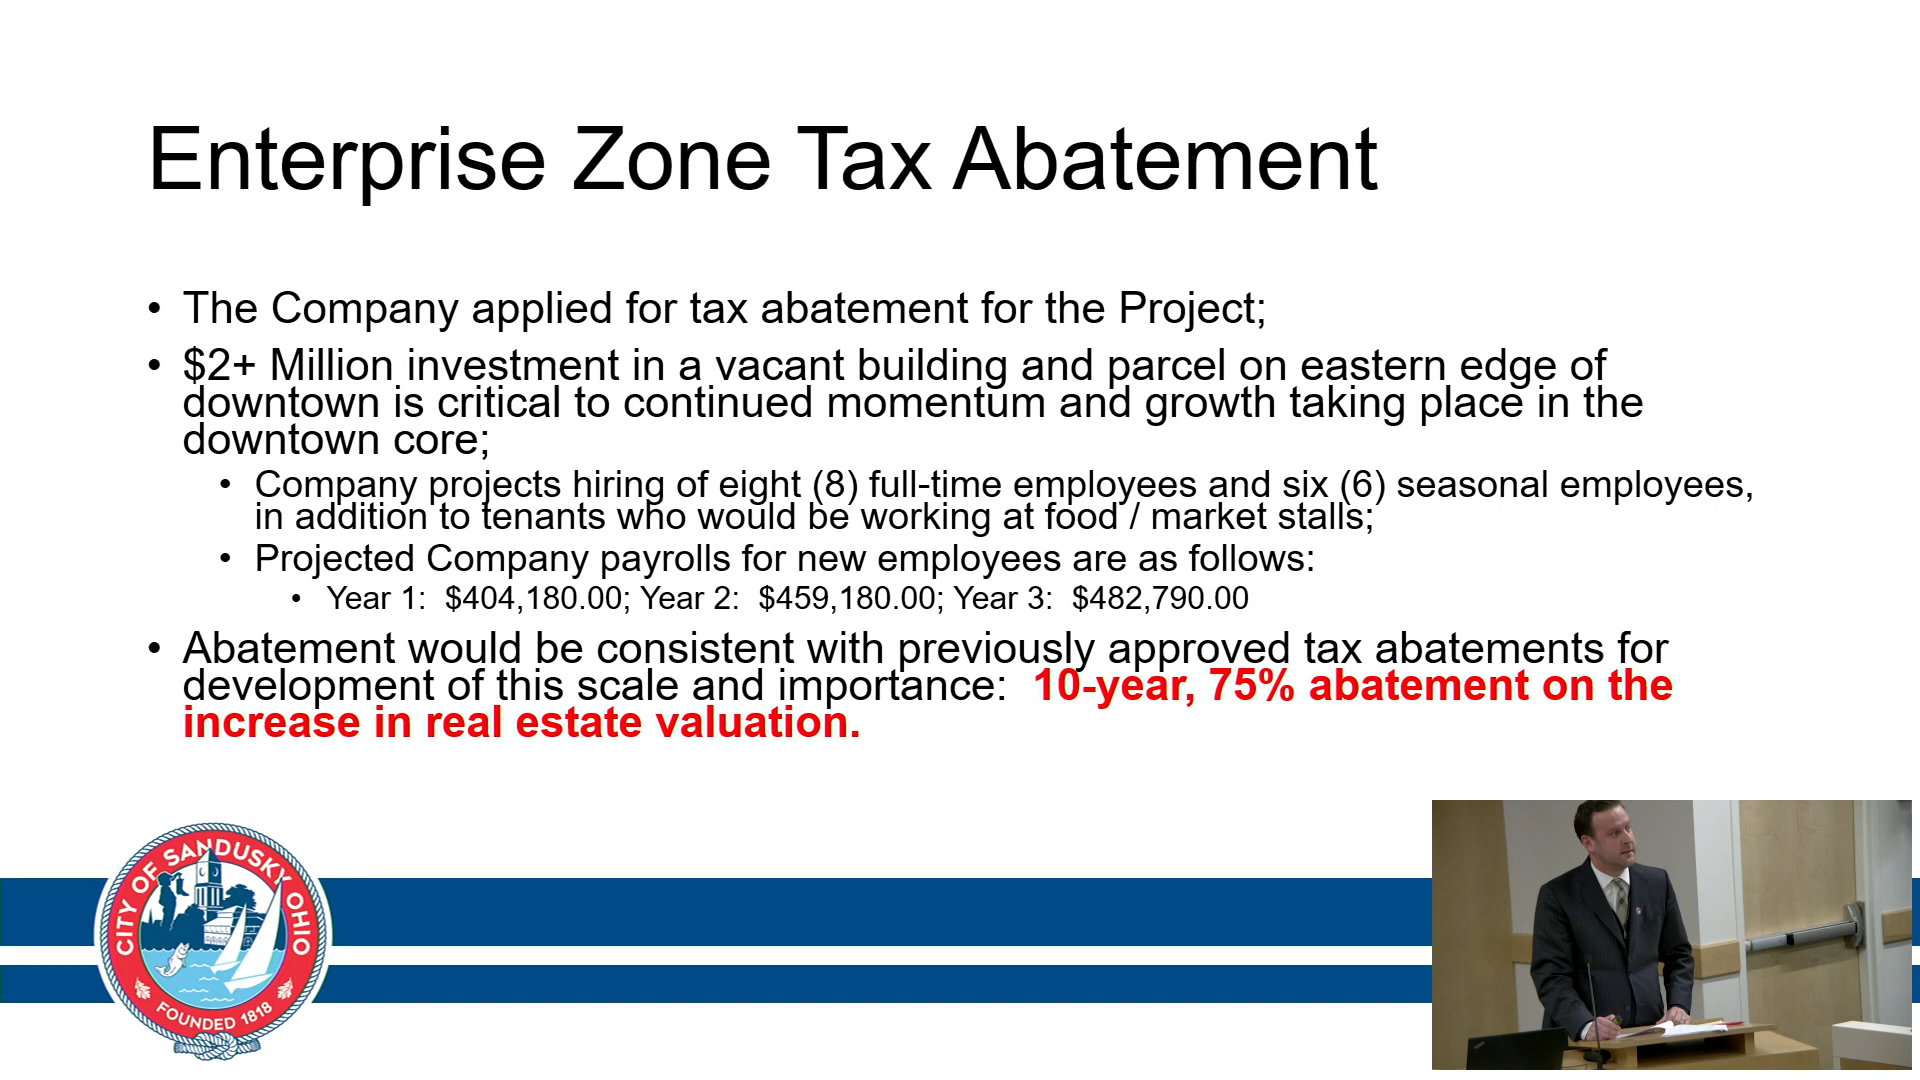 Enterprise Zone Tax Abatement
• The Company applied for tax abatement for the Project;
• $2+ Million investment in a vacant building and parcel on eastern edge of
downtown is critical to continued momentum and growth taking place in the
downtown core;
• Company projects hiring of eight (8) full-time employees and six (6) seasonal employees,
in addition to tenants who would be working at food / market stalls;
• Projected Company payrolls for new employees are as follows:
• Year 1:  $404,180.00; Year 2:  $459,180.00; Year 3:  $482,790.00
• Abatement would be consistent with previously approved tax abatements for
development of this scale and importance:  10-year, 75% abatement on the
increase in real estate valuation.
CITY OF SANDUSKY, OHIO
FOUNDED 1818